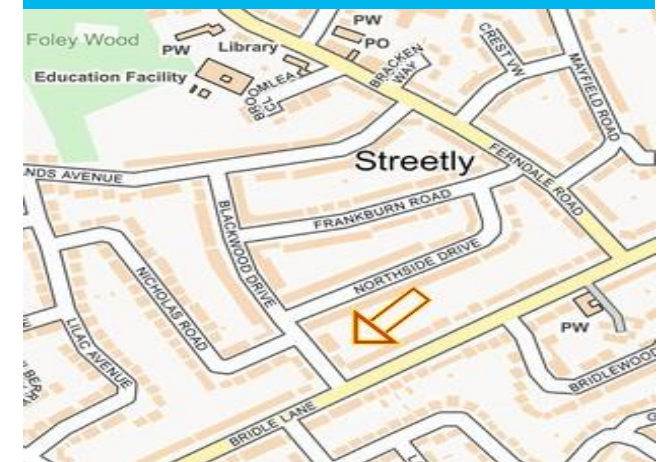 PW
Foley Wood
PW
Library
PO
Education Facility
BROOMLEA
CL
BRACKEN
WAY
CREST VW
MAYFIELD ROAD
NDS AVENUE
Streetly
FERNDALE ROAD
BLACKWOOD DRIVE
FRANKBURN ROAD
NORTHSIDE DRIVE
NICHOLAS ROAD
LILAC AVENUE
PW
BRIDLEWOOD
BRIDLE LANE